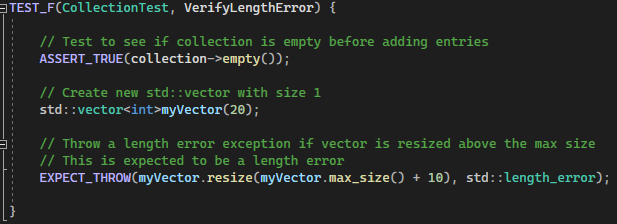 TEST_F(CollectionTest, VerifyLengthError) {
// Test to see if collection is empty before adding entries
ASSERT_TRUE(collection->empty());
// Create new std::vector with size 1
std::vector<int>myVector(20);
// Throw a length error exception if vector is resized above the max size
// This is expected to be a length error
EXPECT_THROW(myVector.resize(myVector.max_size() + 10), std::length_error);
}